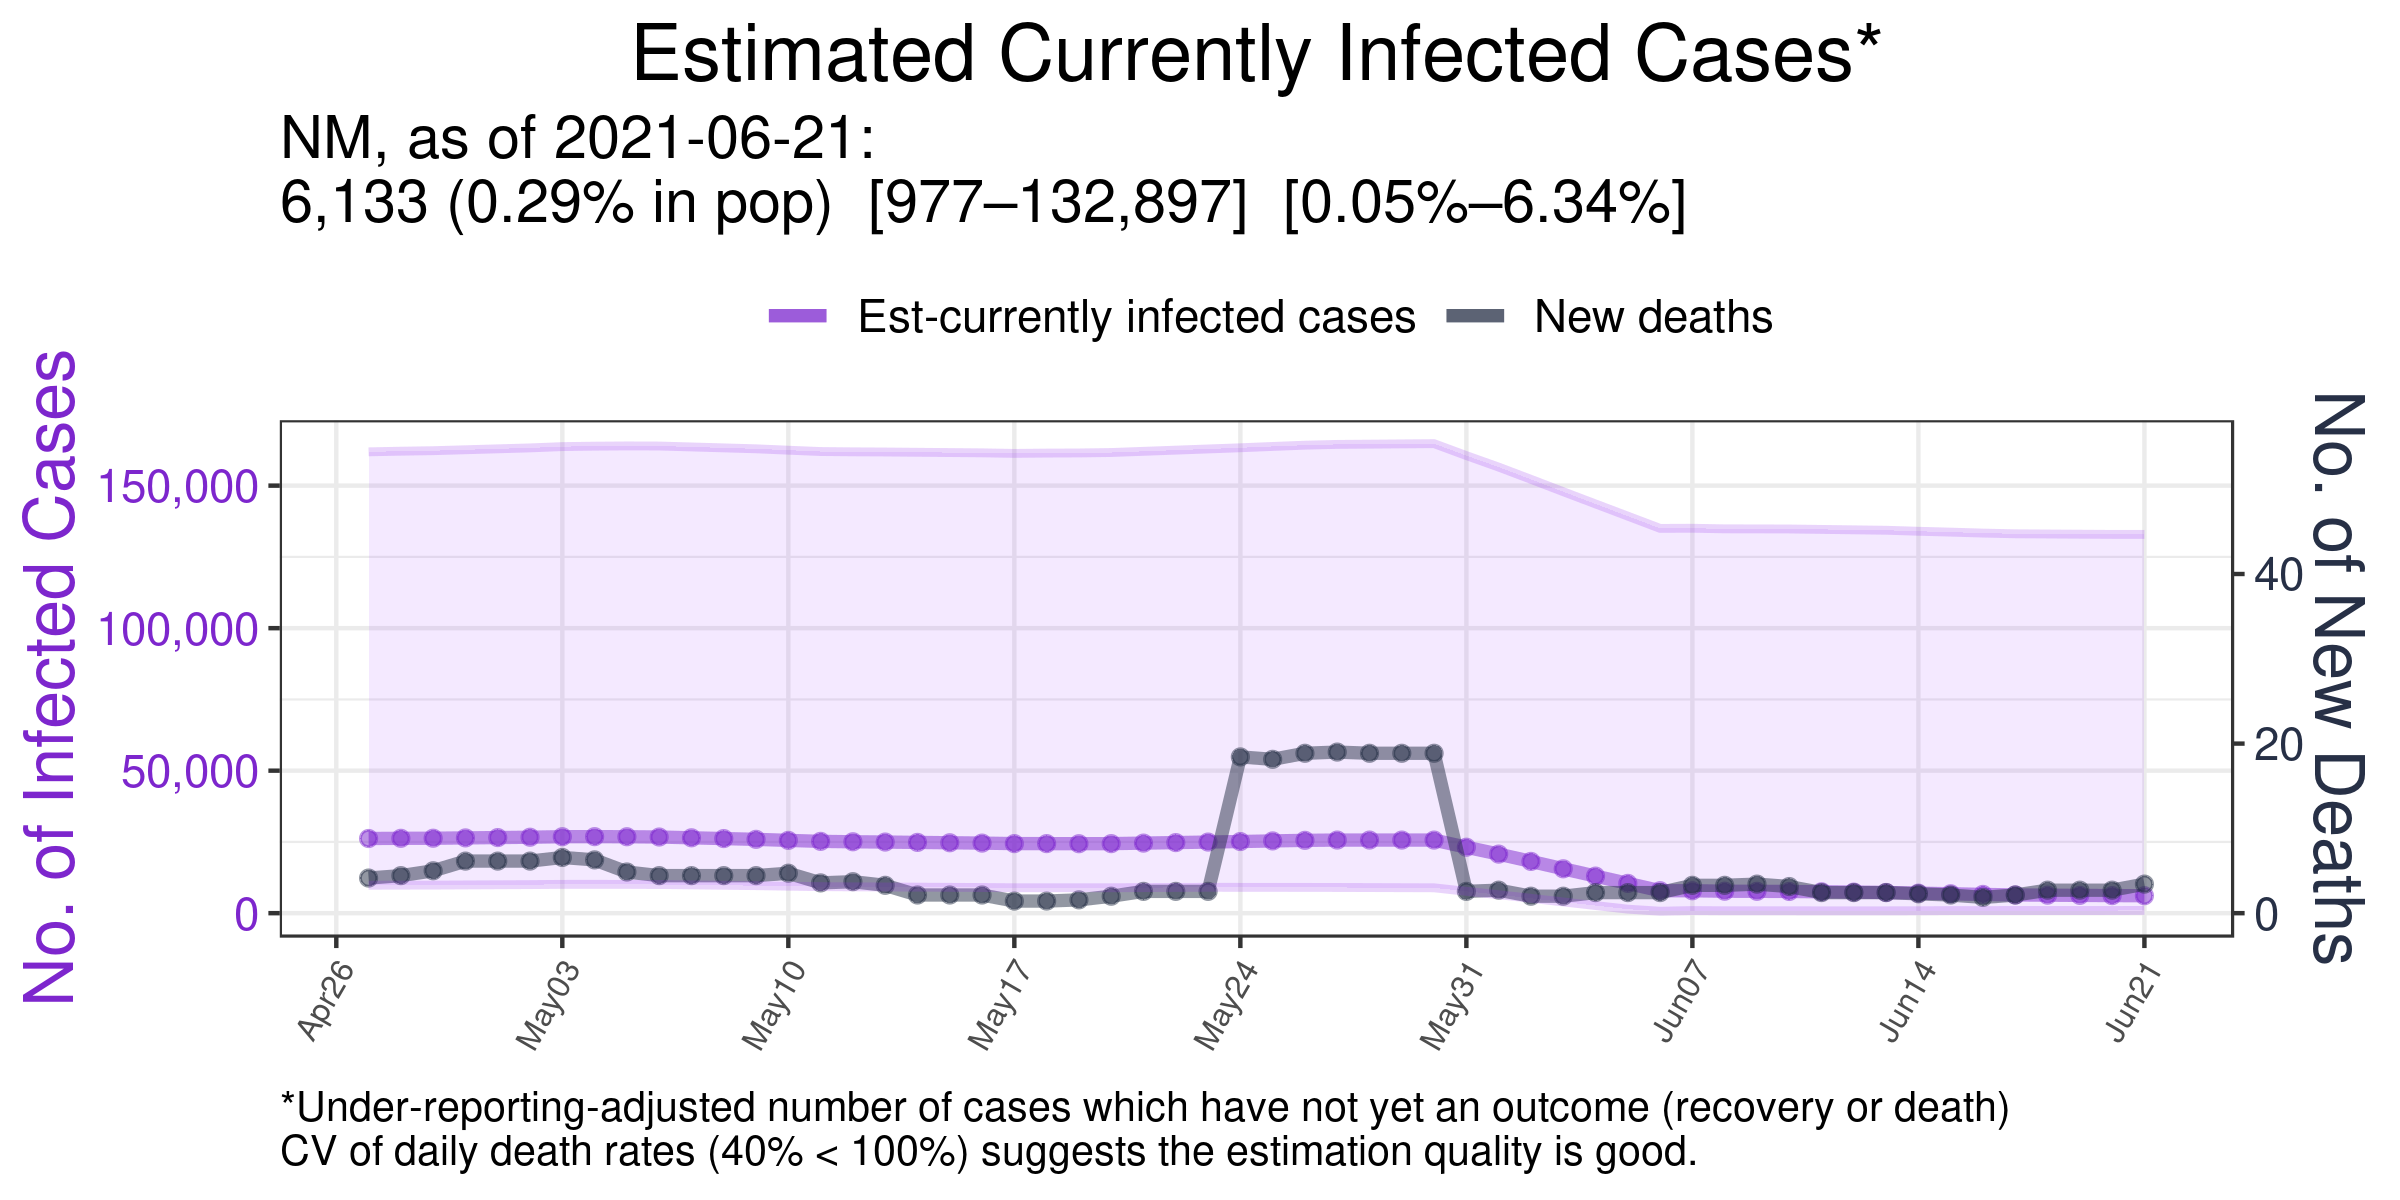 Estimated Currently Infected Cases*
NM, as of 2021-06-21:
6,133 (0.29% in pop)  [977–132,897]  [0.05%–6.34%]
Est-currently infected cases
New deaths
No. of Infected Cases
150,000
100,000
50,000
0
No. of New Deaths
40
20
0
Apr26
May03
May10
May17
May24
May31
Jun07
Jun14
Jun21
*Under-reporting-adjusted number of cases which have not yet an outcome (recovery or death)
CV of daily death rates (40% < 100%) suggests the estimation quality is good.